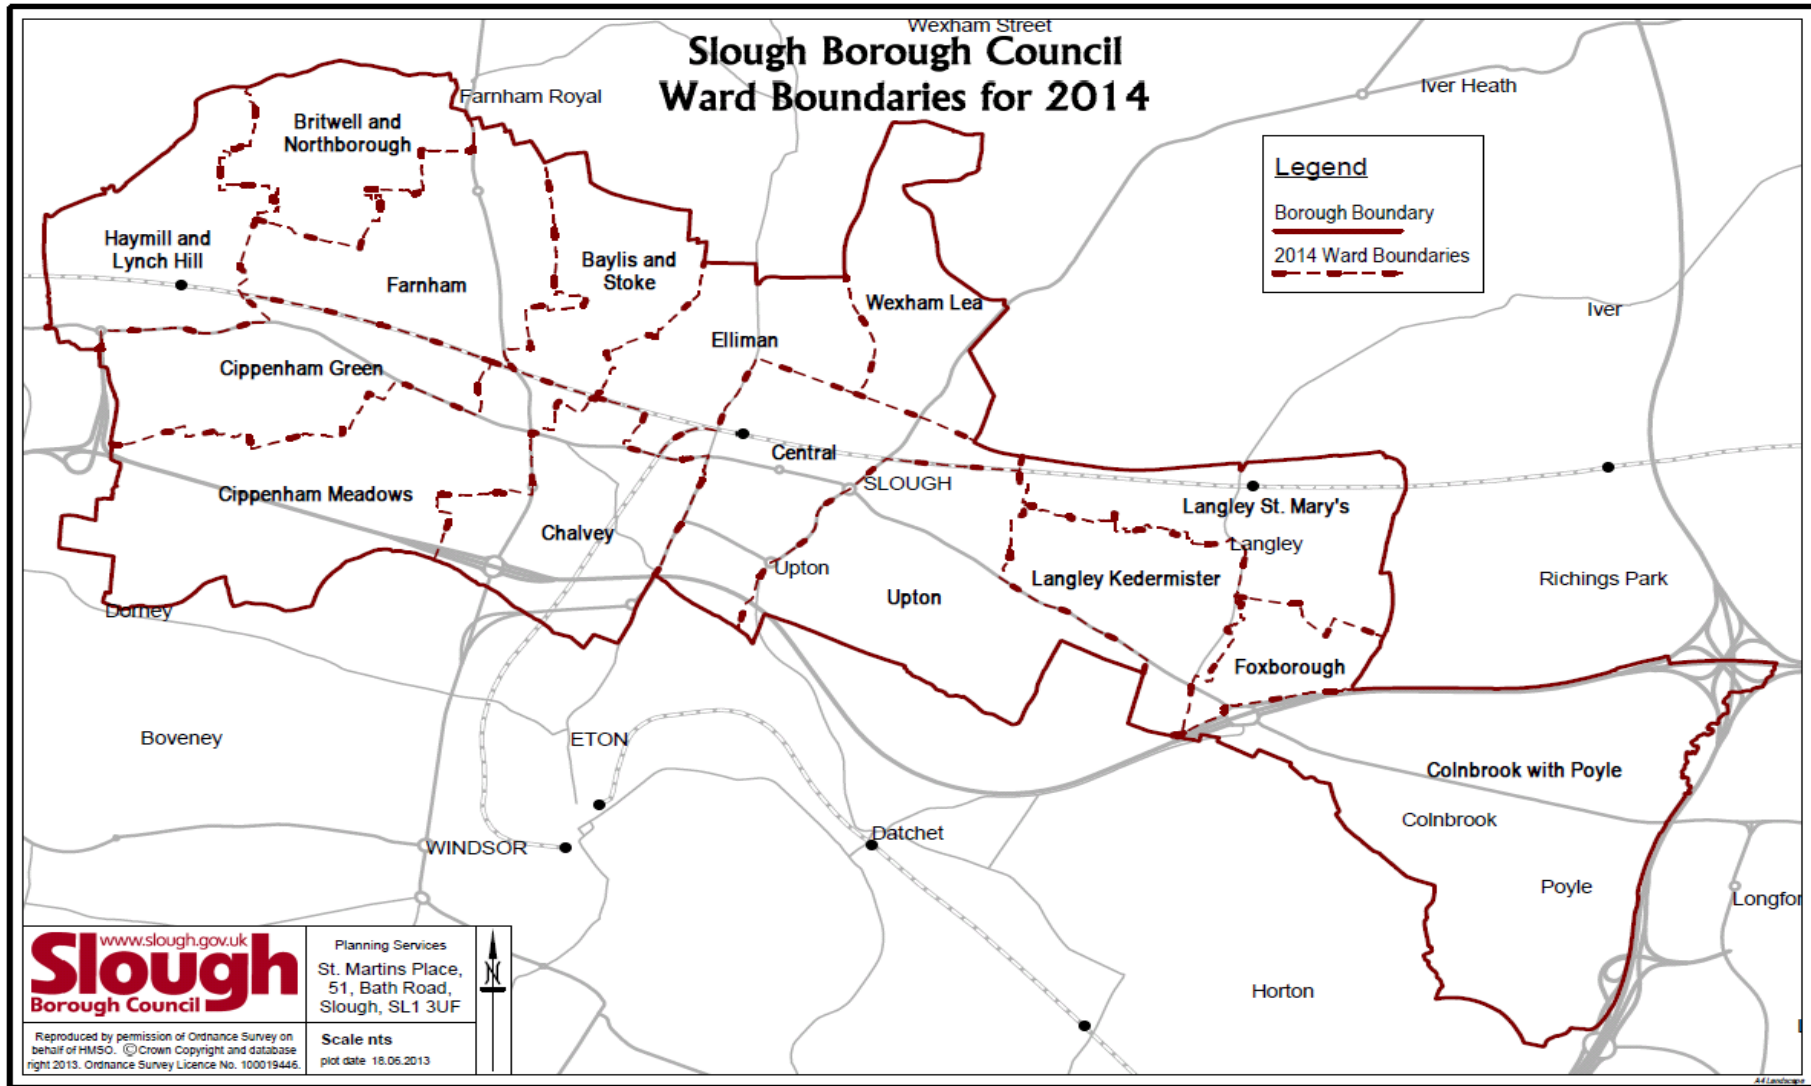 Wexham Street
Slough Borough Council
Ward Boundaries for 2014
Farnham Royal
Iver Heath
Britwell and
Northborough
Legend
Borough Boundary
2014 Ward Boundaries
Haymill and
Lynch Hill
Baylis and
Stoke
Farnham
Wexham Lea
Iver
Elliman
Cippenham Green
Central
SLOUGH
Cippenham Meadows
Langley St. Mary's
Chalvey
Langley
Upton
Langley Kedermister
Richings Park
Upton
Dorney
Foxborough
Boveney
ETON
Colnbrook with Poyle
Colnbrook
Datchet
WINDSOR
Poyle
Longfor
Horton
www.slough.gov.uk
Slough
Borough Council
Planning Services
St. Martins Place,
51, Bath Road,
Slough, SL1 3UF
N
Reproduced by permission of Ordnance Survey on
behalf of HMSO. ©Crown Copyright and database
right 2013. Ordnance Survey Licence No. 100019446.
Scale nts
plot date 18.06.2013
A4 Landscape